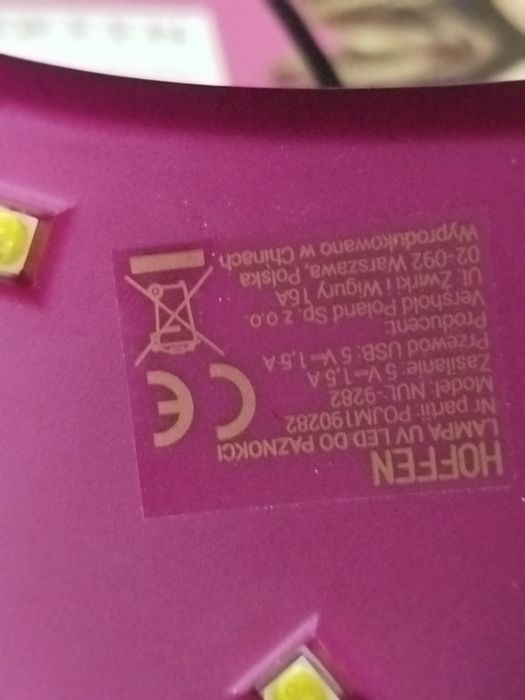 HOFFEN
LAMPA UV LED DO PAZNOKCI
Nr partii: POJM190282
Model: NUL-9282
Zasilanie: 5 V⎓1,5 A
Przewód USB: 5 V⎓1,5 A
Producent:
Vershold Poland Sp. z o.o.
Ul. Żwirki i Wigury 16A
02-092 Warszawa, Polska
Wyprodukowano w Chinach
CE